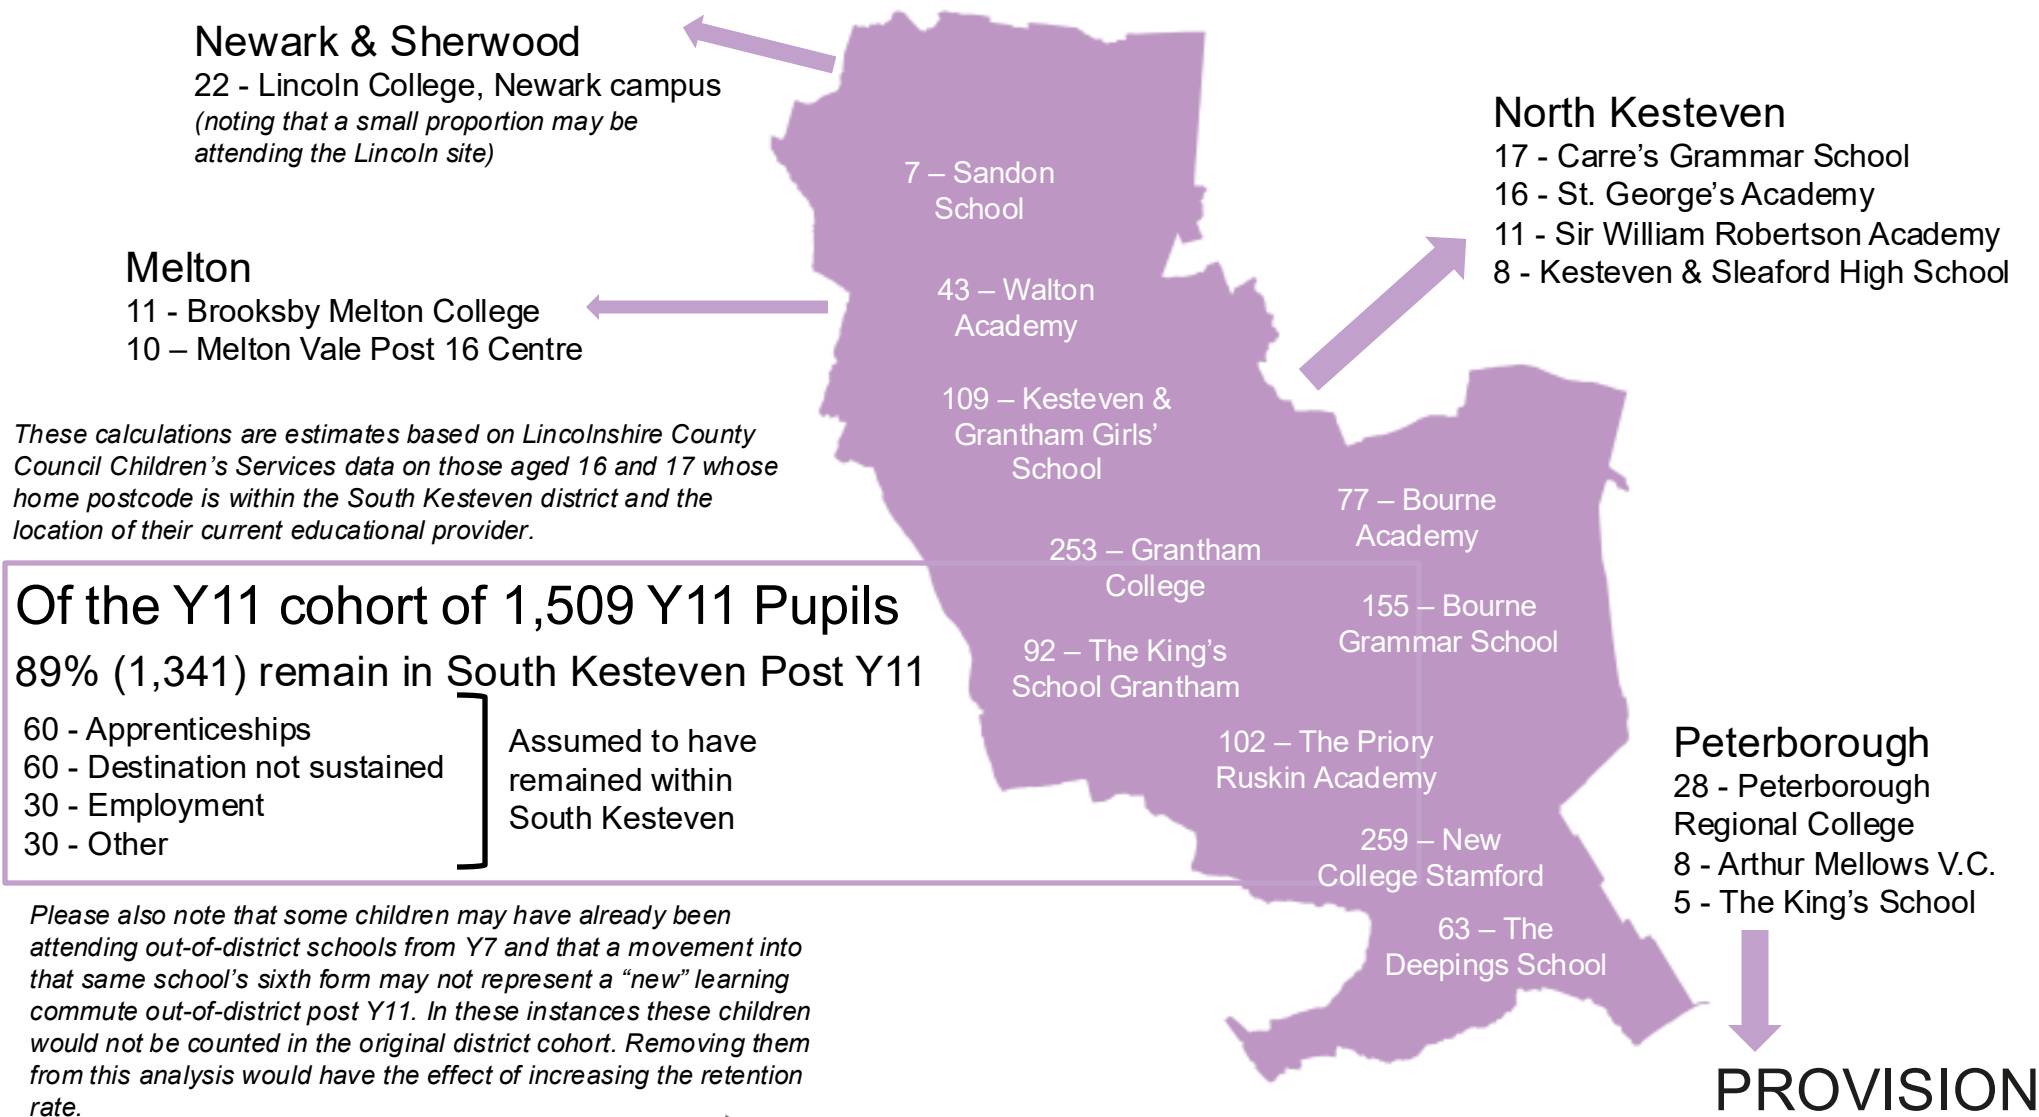 Newark & Sherwood
22 - Lincoln College, Newark campus
(noting that a small proportion may be
attending the Lincoln site)
North Kesteven
17 - Carre’s Grammar School
16 - St. George’s Academy
11 - Sir William Robertson Academy
8 - Kesteven & Sleaford High School
Melton
11 - Brooksby Melton College
10 – Melton Vale Post 16 Centre
7 – Sandon
School
43 – Walton
Academy
109 – Kesteven &
Grantham Girls’
School
77 – Bourne
Academy
253 – Grantham
College
155 – Bourne
Grammar School
92 – The King’s
School Grantham
102 – The Priory
Ruskin Academy
259 – New
College Stamford
63 – The
Deepings School
These calculations are estimates based on Lincolnshire County
Council Children’s Services data on those aged 16 and 17 whose
home postcode is within the South Kesteven district and the
location of their current educational provider.
Of the Y11 cohort of 1,509 Y11 Pupils
89% (1,341) remain in South Kesteven Post Y11
60 - Apprenticeships
60 - Destination not sustained
30 - Employment
30 - Other
Assumed to have
remained within
South Kesteven
Peterborough
28 - Peterborough
Regional College
8 - Arthur Mellows V.C.
5 - The King’s School
Please also note that some children may have already been
attending out-of-district schools from Y7 and that a movement into
that same school’s sixth form may not represent a “new” learning
commute out-of-district post Y11. In these instances these children
would not be counted in the original district cohort. Removing them
from this analysis would have the effect of increasing the retention
rate.
PROVISION